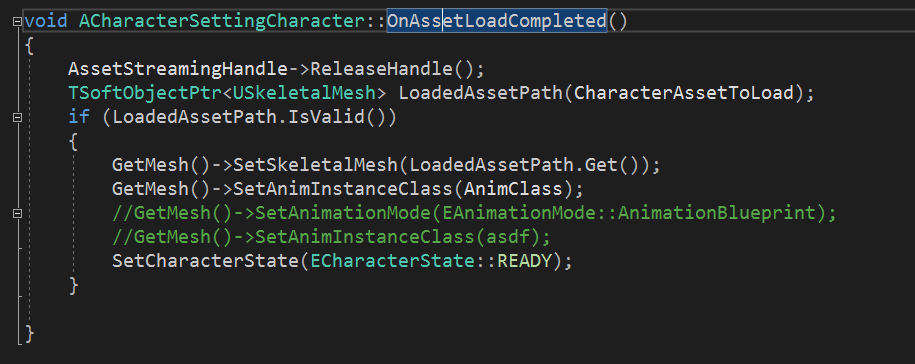 void ACharacterSettingCharacter::OnAssetLoadCompleted()
{
AssetStreamingHandle->ReleaseHandle();
TSoftObjectPtr<USkeletalMesh> LoadedAssetPath(CharacterAssetToLoad);
if (LoadedAssetPath.IsValid())
{
GetMesh()->SetSkeletalMesh(LoadedAssetPath.Get());
GetMesh()->SetAnimInstanceClass(AnimClass);
//GetMesh()->SetAnimationMode(EAnimationMode::AnimationBlueprint);
//GetMesh()->SetAnimInstanceClass(asdf);
SetCharacterState(ECharacterState::READY);
}
}